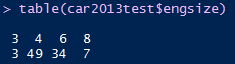 > table(car2013test$engsize)
3 4 6 8
3 49 34 7